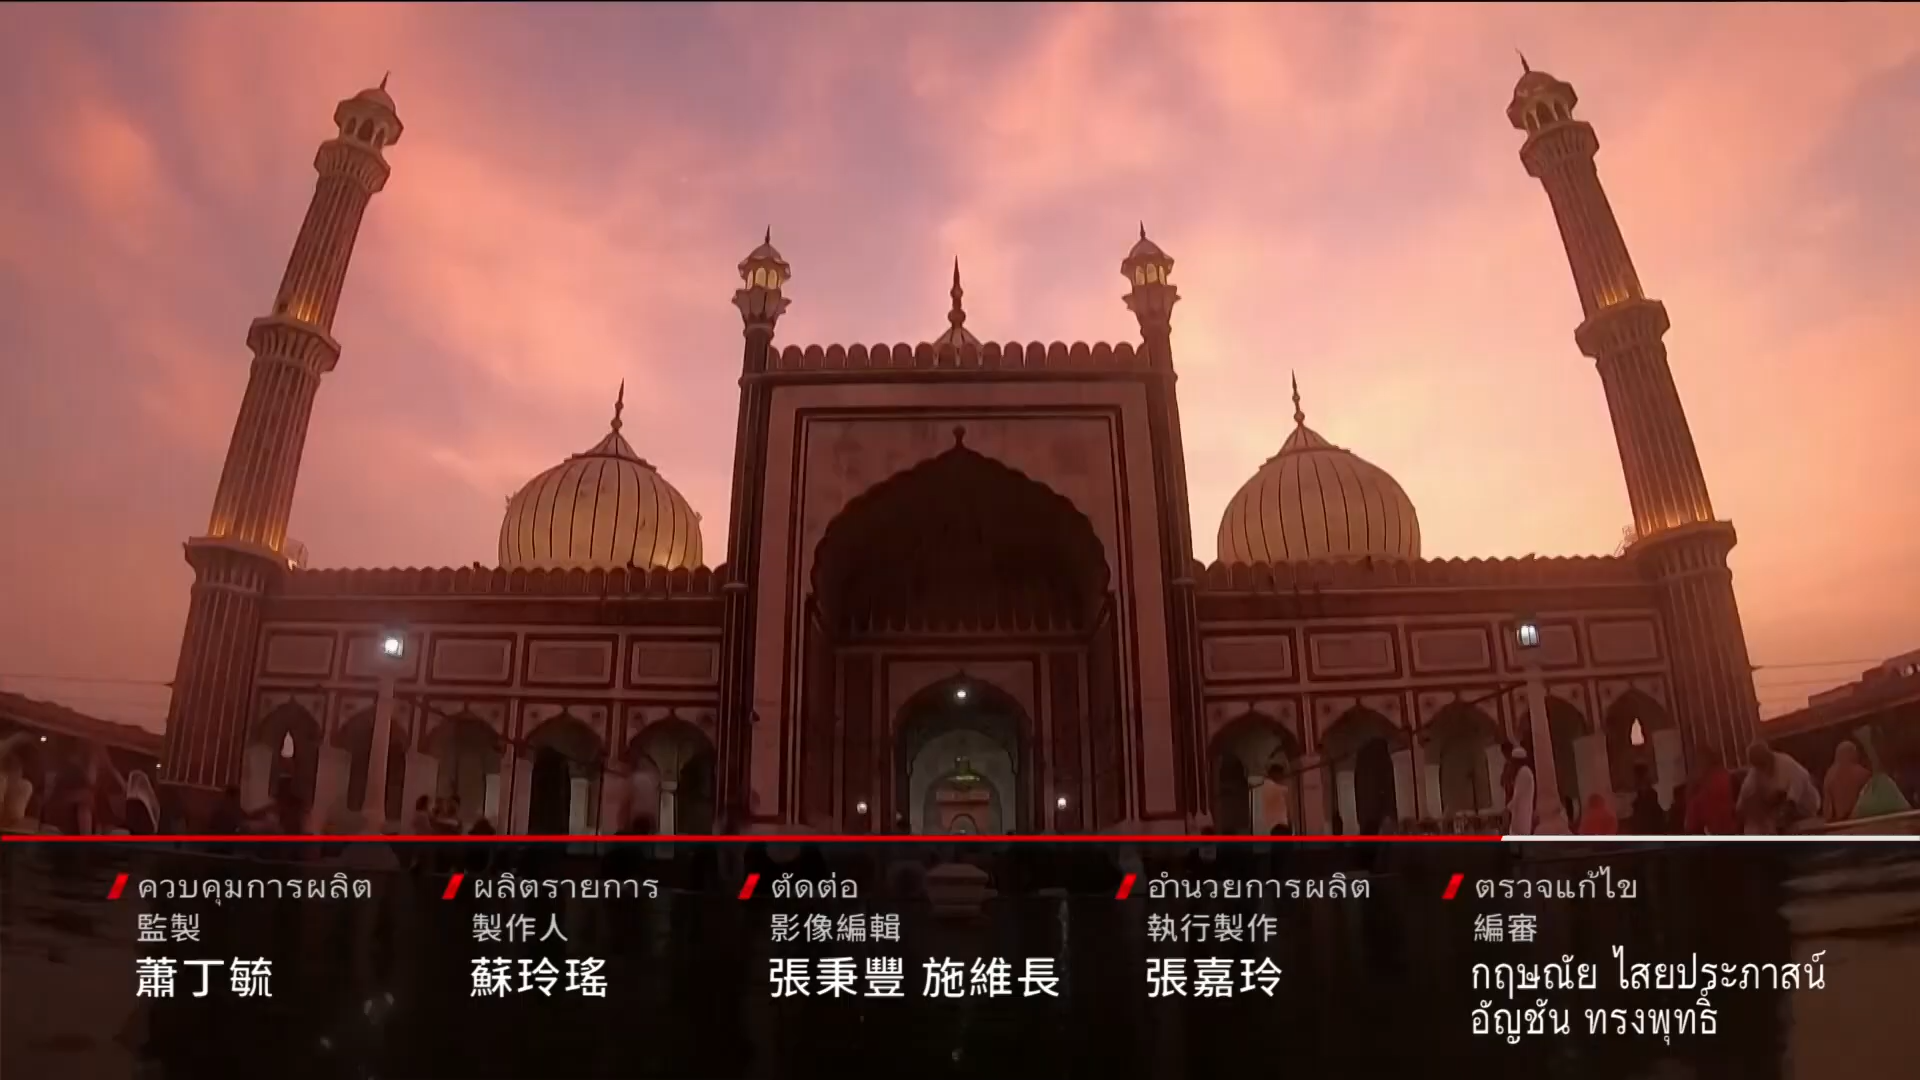 ควบคุมการผลิต
監製
蕭丁毓
ผลิตรายการ
製作人
蘇玲瑤
ตัดต่อ
影像編輯
張秉豐 施維長
อำนวยการผลิต
執行製作
張嘉玲
ตรวจแก้ไข
編審
กฤษณัย ไสยประภาสน์
อัญชัน ทรงพุทธิ์